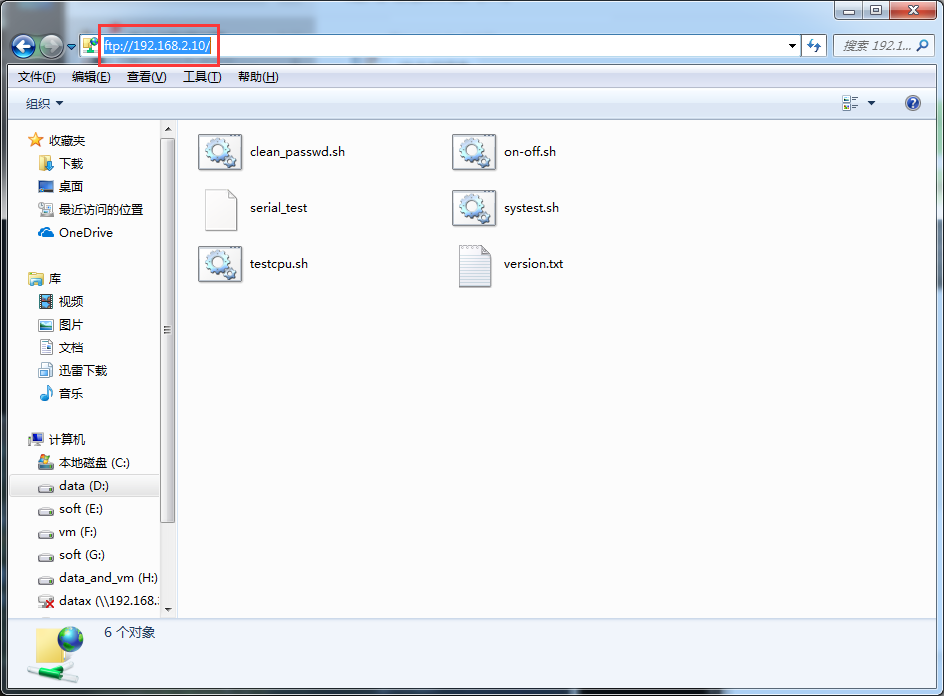 ftp://192.168.2.10/
搜索 192.1...
文件(F) 编辑(E) 查看(V) 工具(T) 帮助(H)
组织
收藏夹
下载
桌面
最近访问的位置
OneDrive
库
视频
图片
文档
迅雷下载
音乐
计算机
本地磁盘 (C:)
data (D:)
soft (E:)
vm (F:)
soft (G:)
data_and_vm (H:)
datax (\\192.168.
clean_passwd.sh
on-off.sh
serial_test
systest.sh
testcpu.sh
version.txt
6 个对象